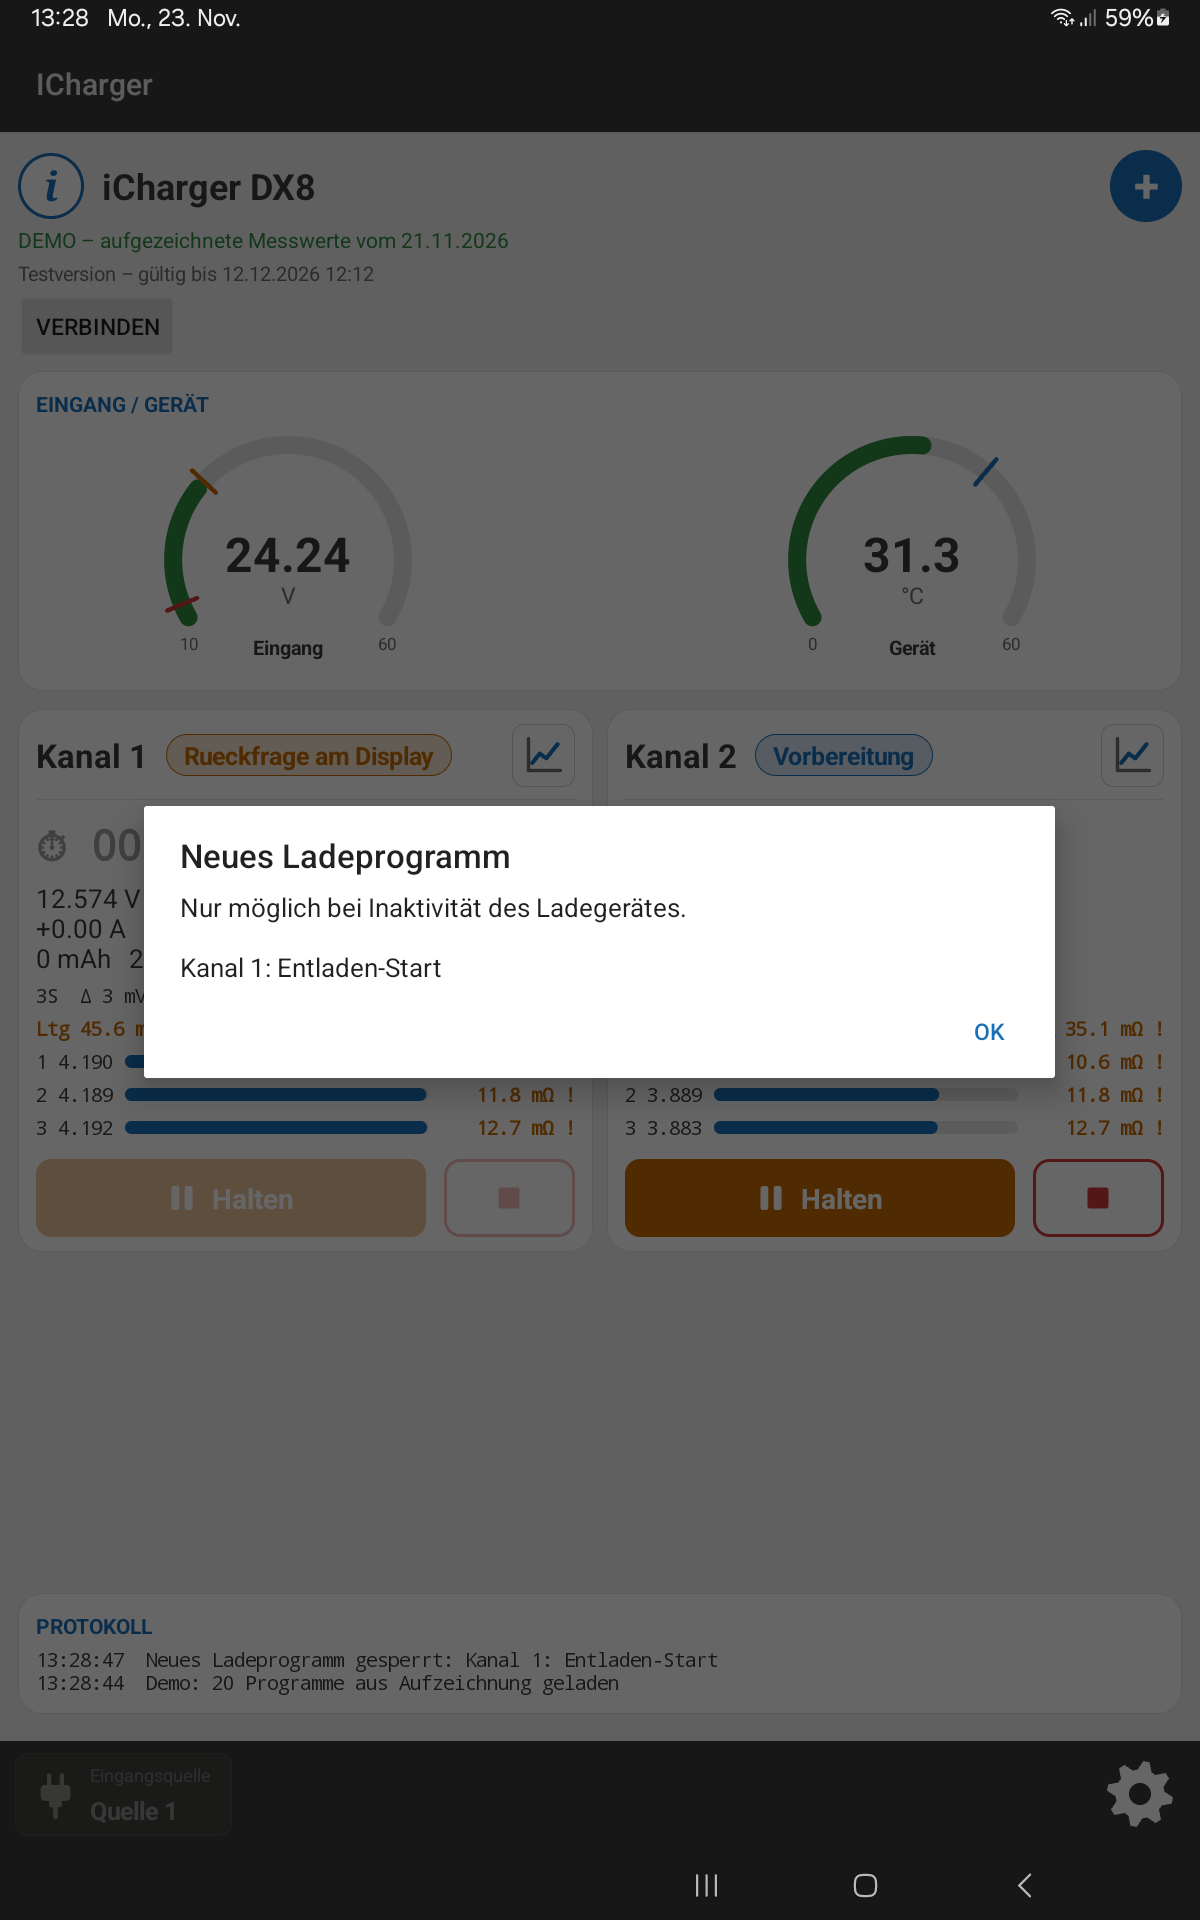 13:28 Mo., 23. Nov.
59%
ICharger
i iCharger DX8
DEMO – aufgezeichnete Messwerte vom 21.11.2026
Testversion – gültig bis 12.12.2026 12:12
VERBINDEN
EINGANG / GERÄT
24.24
V
10 Eingang 60
31.3
°C
0 Gerät 60
Kanal 1 Rueckfrage am Display
Kanal 2 Vorbereitung
00
12.574 V
+0.00 A
0 mAh 2
3S Δ 3 mV
Ltg 45.6 m
1 4.190
2 4.189 11.8 mΩ !
3 4.192 12.7 mΩ !
Halten
35.1 mΩ !
10.6 mΩ !
2 3.889 11.8 mΩ !
3 3.883 12.7 mΩ !
Halten
Neues Ladeprogramm
Nur möglich bei Inaktivität des Ladegerätes.
Kanal 1: Entladen-Start
OK
PROTOKOLL
13:28:47 Neues Ladeprogramm gesperrt: Kanal 1: Entladen-Start
13:28:44 Demo: 20 Programme aus Aufzeichnung geladen
Eingangsquelle
Quelle 1